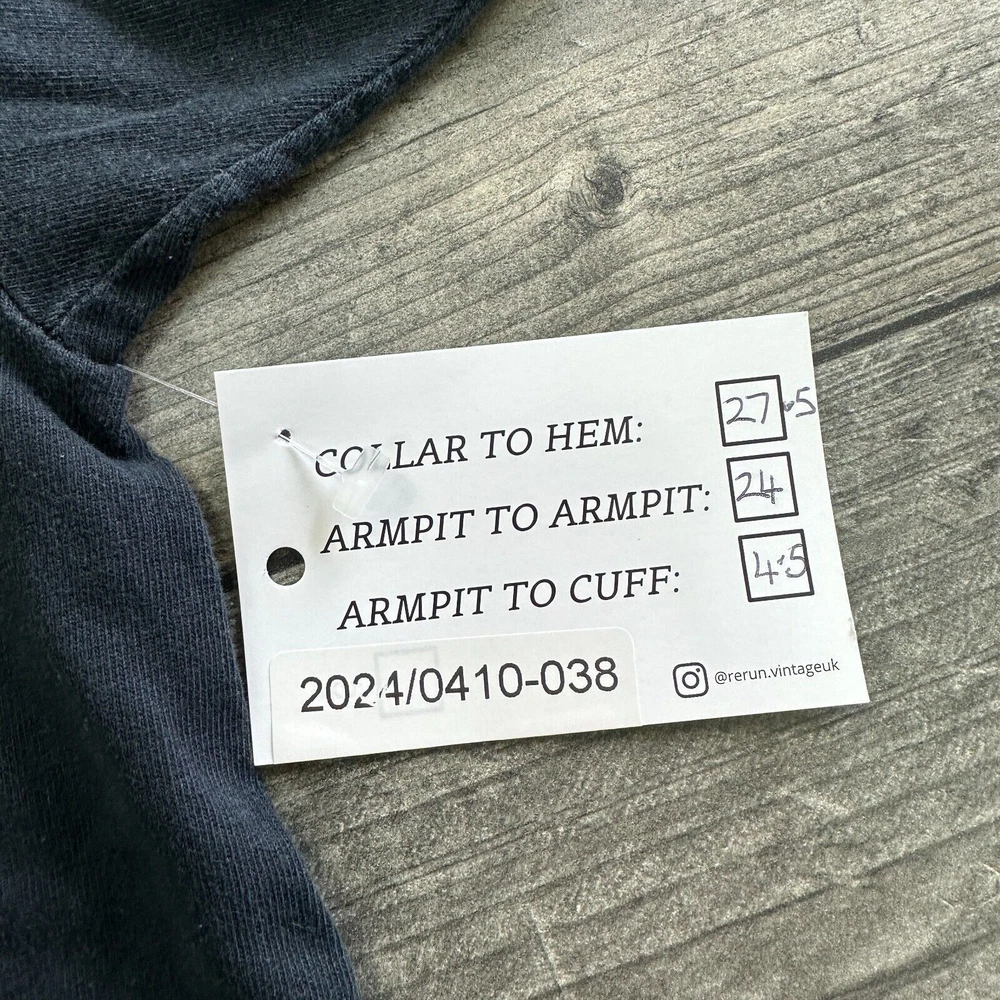 COLLAR TO HEM: 27.5
ARMPIT TO ARMPIT: 24
ARMPIT TO CUFF: 4.5
2024/0410-038
@rerun.vintageuk